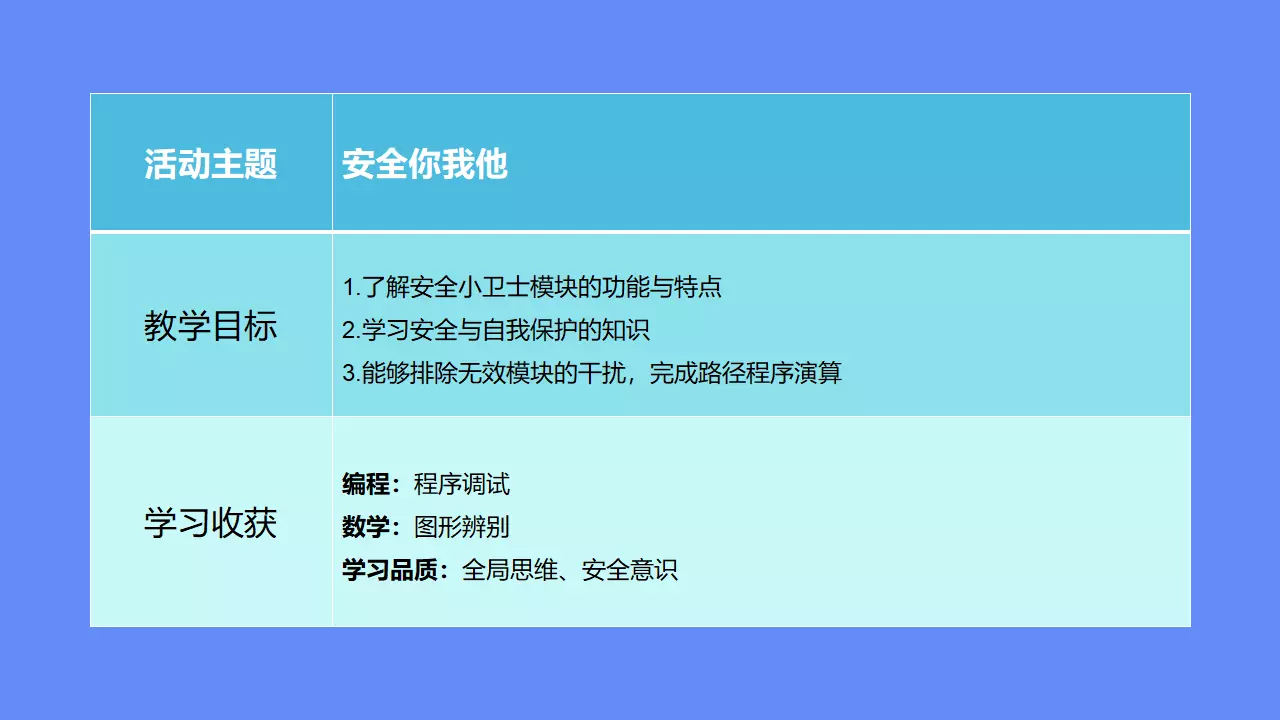 活动主题
安全你我他
教学目标
1.了解安全小卫士模块的功能与特点
2.学习安全与自我保护的知识
3.能够排除无效模块的干扰，完成路径程序演算
学习收获
编程：程序调试
数学：图形辨别
学习品质：全局思维、安全意识